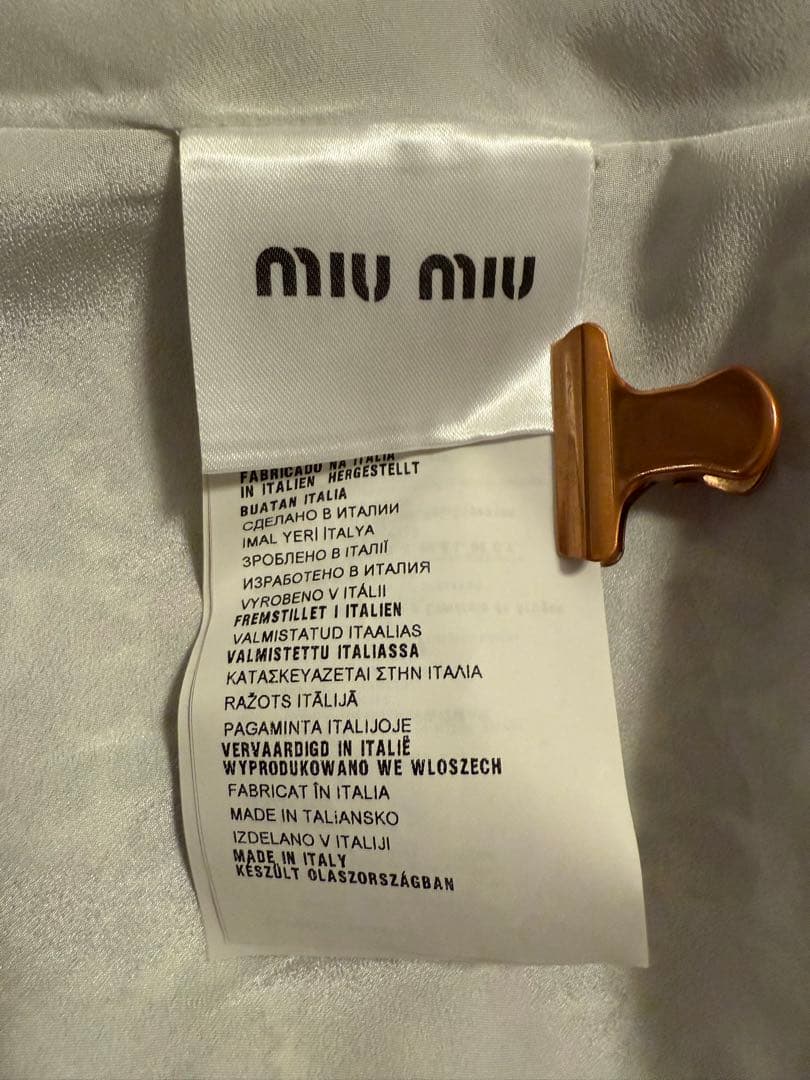 MIU MIU
FABRICADO NA ITALIA
IN ITALIEN HERGESTELLT
BUATAN ITALIA
СДЕЛАНО В ИТАЛИИ
IMAL YERİ İTALYA
ЗРОБЛЕНО В ІТАЛІЇ
ИЗРАБОТЕНО В ИТАЛИЯ
VYROBENO V ITÁLII
FREMSTILLET I ITALIEN
VALMISTATUD ITAALIAS
VALMISTETTU ITALIASSA
ΚΑΤΑΣΚΕΥΑΖΕΤΑΙ ΣΤΗΝ ΙΤΑΛΙΑ
RAŽOTS ITĀLIJĀ
PAGAMINTA ITALIJOJE
VERVAARDIGD IN ITALIË
WYPRODUKOWANO WE WLOSZECH
FABRICAT ÎN ITALIA
MADE IN TALiANSKO
IZDELANO V ITALIJI
MADE IN ITALY
KÉSZÜLT OLASZORSZÁGBAN